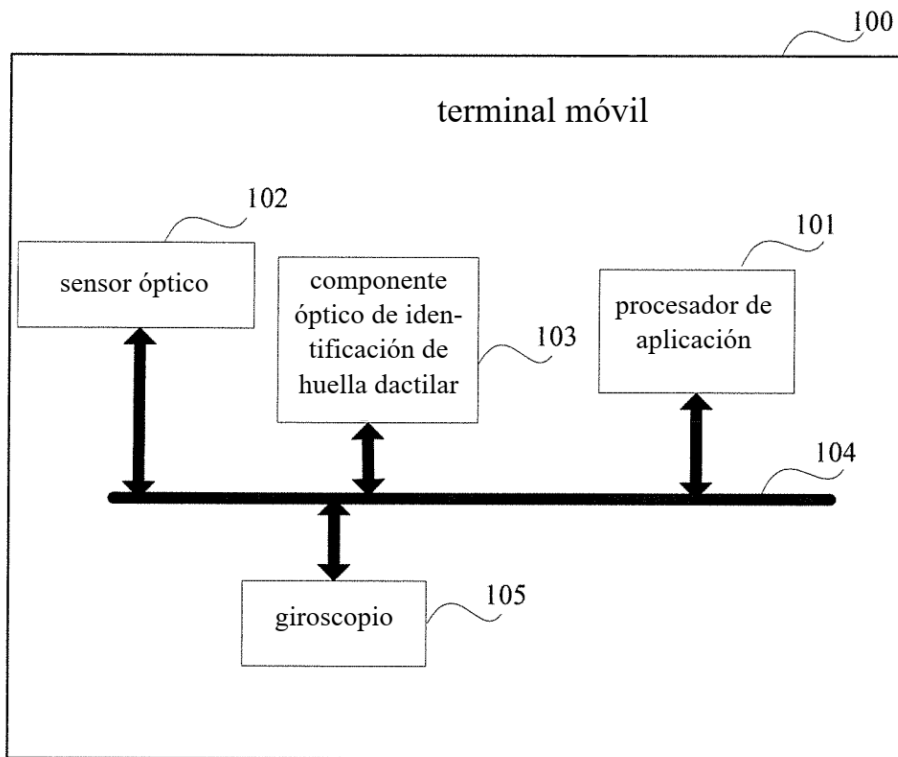 100
terminal móvil
102
sensor óptico
componente
óptico de iden-
tificación de
huella dactilar
103
101
procesador de
aplicación
104
giroscopio
105